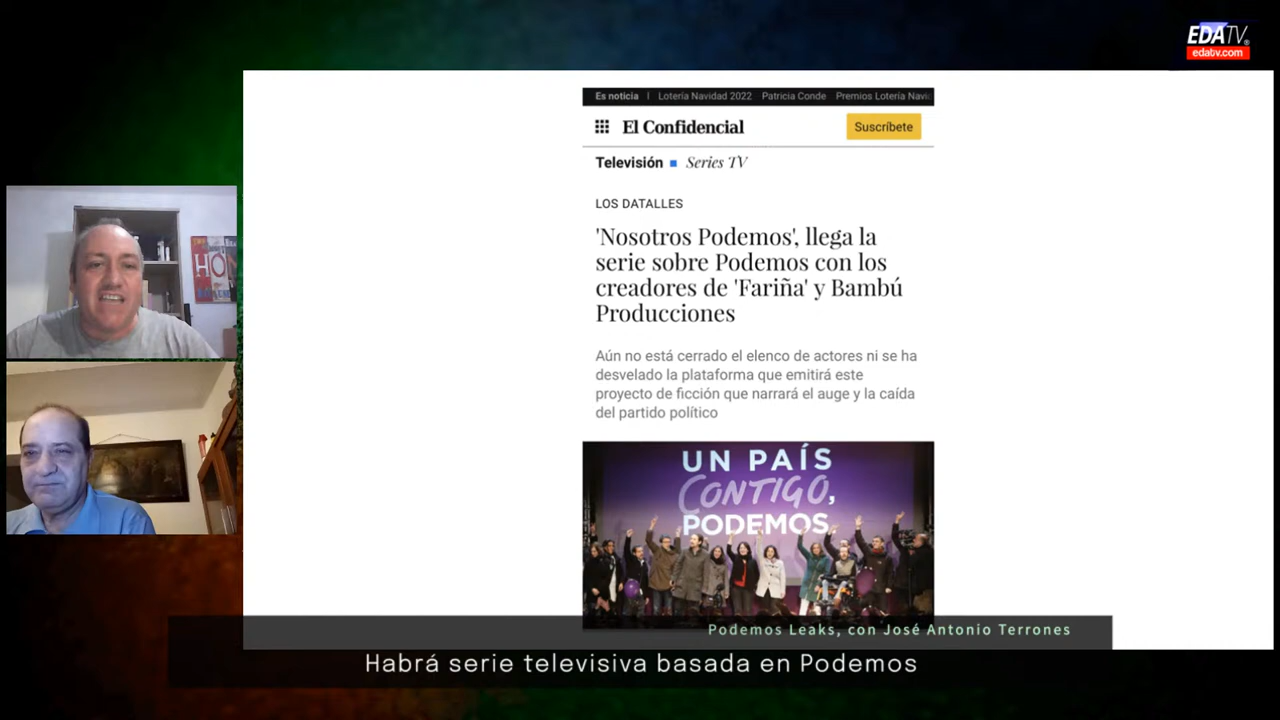 EDATV
edatv.com
Es noticia | Lotería Navidad 2022 Patricia Conde Premios Lotería Navi
El Confidencial
Suscríbete
Televisión Series TV
LOS DATALLES
'Nosotros Podemos', llega la
serie sobre Podemos con los
creadores de 'Fariña' y Bambú
Producciones
Aún no está cerrado el elenco de actores ni se ha
desvelado la plataforma que emitirá este
proyecto de ficción que narrará el auge y la caída
del partido político
UN PAÍS
CONTIGO,
PODEMOS
Podemos Leaks, con José Antonio Terrones
Habrá serie televisiva basada en Podemos